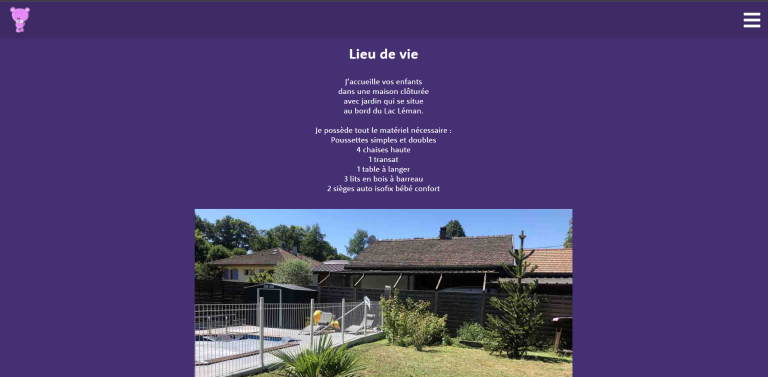 Lieu de vie
J'accueille vos enfants
dans une maison clôturée
avec jardin qui se situe
au bord du Lac Léman.
Je possède tout le matériel nécessaire :
Poussettes simples et doubles
4 chaises haute
1 transat
1 table à langer
3 lits en bois à barreau
2 sièges auto isofix bébé confort